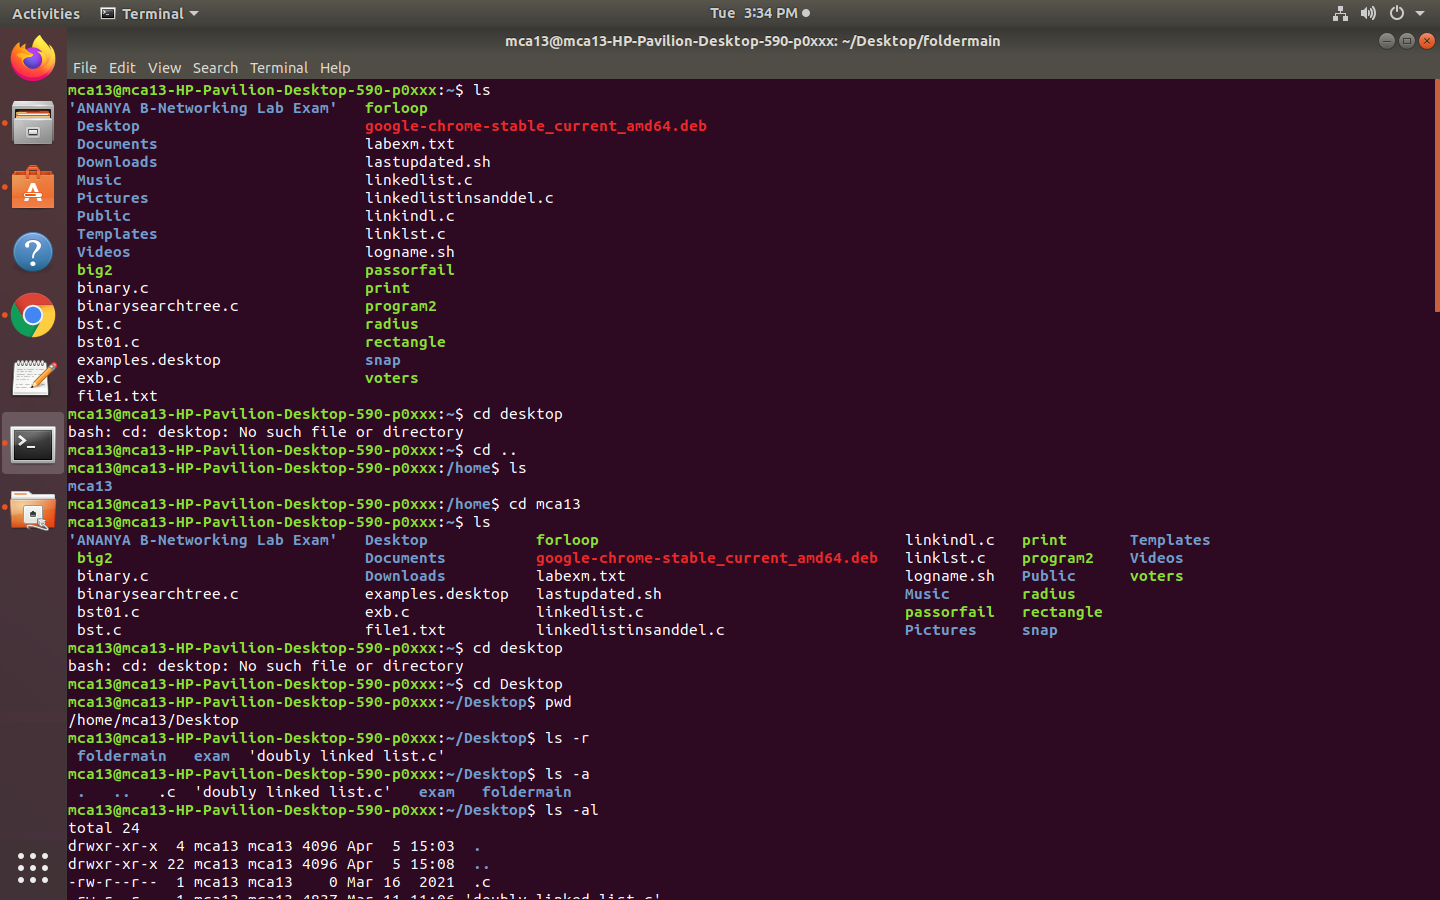 Activities Terminal Tue 3:34 PM
mca13@mca13-HP-Pavilion-Desktop-590-p0xxx: ~/Desktop/foldermain
File Edit View Search Terminal Help
mca13@mca13-HP-Pavilion-Desktop-590-p0xxx:~$ ls
'ANANYA B-Networking Lab Exam' forloop
Desktop google-chrome-stable_current_amd64.deb
Documents labexm.txt
Downloads lastupdated.sh
Music linkedlist.c
Pictures linkedlistinsanddel.c
Public linkindl.c
Templates linklst.c
Videos logname.sh
big2 passorfail
binary.c print
binarysearchtree.c program2
bst.c radius
bst01.c rectangle
examples.desktop snap
exb.c voters
file1.txt
mca13@mca13-HP-Pavilion-Desktop-590-p0xxx:~$ cd desktop
bash: cd: desktop: No such file or directory
mca13@mca13-HP-Pavilion-Desktop-590-p0xxx:~$ cd ..
mca13@mca13-HP-Pavilion-Desktop-590-p0xxx:/home$ ls
mca13
mca13@mca13-HP-Pavilion-Desktop-590-p0xxx:/home$ cd mca13
mca13@mca13-HP-Pavilion-Desktop-590-p0xxx:~$ ls
'ANANYA B-Networking Lab Exam' Desktop forloop linkindl.c print Templates
big2 Documents google-chrome-stable_current_amd64.deb linklst.c program2 Videos
binary.c Downloads labexm.txt logname.sh Public voters
binarysearchtree.c examples.desktop lastupdated.sh Music radius
bst01.c exb.c linkedlist.c passorfail rectangle
bst.c file1.txt linkedlistinsanddel.c Pictures snap
mca13@mca13-HP-Pavilion-Desktop-590-p0xxx:~$ cd desktop
bash: cd: desktop: No such file or directory
mca13@mca13-HP-Pavilion-Desktop-590-p0xxx:~$ cd Desktop
mca13@mca13-HP-Pavilion-Desktop-590-p0xxx:~/Desktop$ pwd
/home/mca13/Desktop
mca13@mca13-HP-Pavilion-Desktop-590-p0xxx:~/Desktop$ ls -r
foldermain exam 'doubly linked list.c'
mca13@mca13-HP-Pavilion-Desktop-590-p0xxx:~/Desktop$ ls -a
. .. .c 'doubly linked list.c' exam foldermain
mca13@mca13-HP-Pavilion-Desktop-590-p0xxx:~/Desktop$ ls -al
total 24
drwxr-xr-x 4 mca13 mca13 4096 Apr 5 15:03 .
drwxr-xr-x 22 mca13 mca13 4096 Apr 5 15:08 ..
-rw-r--r-- 1 mca13 mca13 0 Mar 16 2021 .c
-rw-r--r-- 1 mca13 mca13 4837 Mar 11 11:06 'doubly linked list.c'